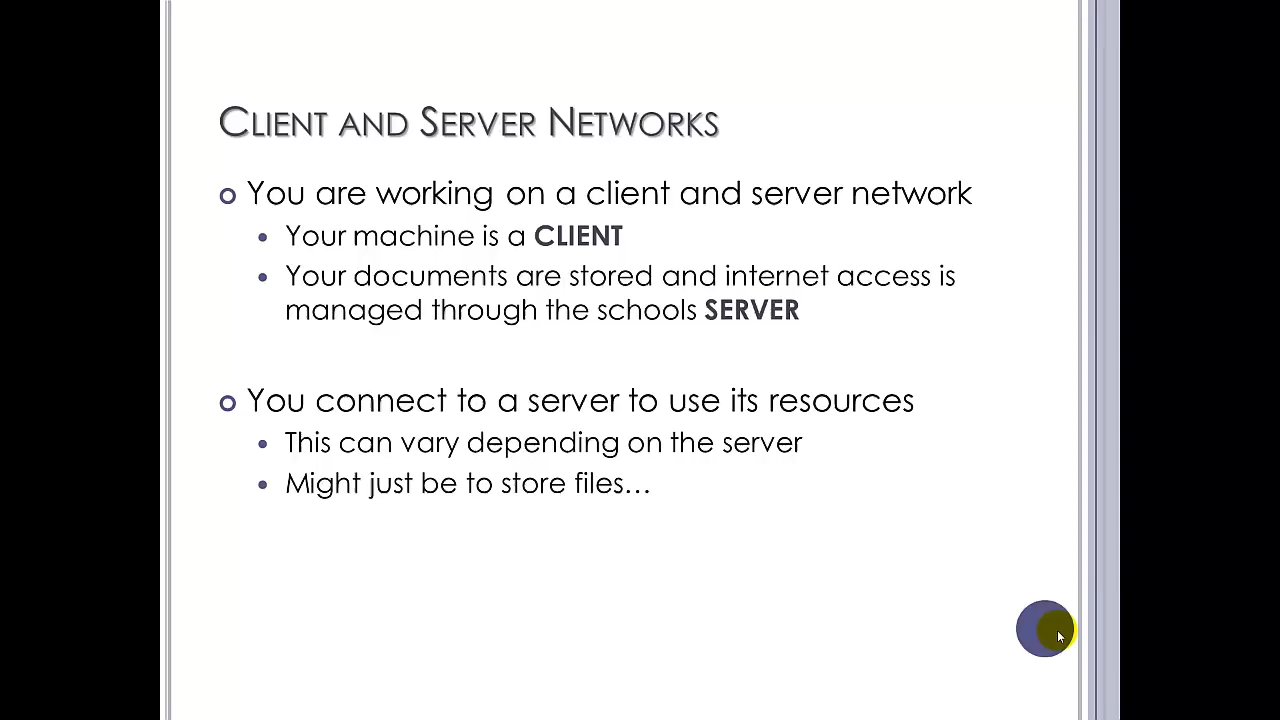 Client and Server Networks
You are working on a client and server network
Your machine is a CLIENT
Your documents are stored and internet access is
managed through the schools SERVER
You connect to a server to use its resources
This can vary depending on the server
Might just be to store files…